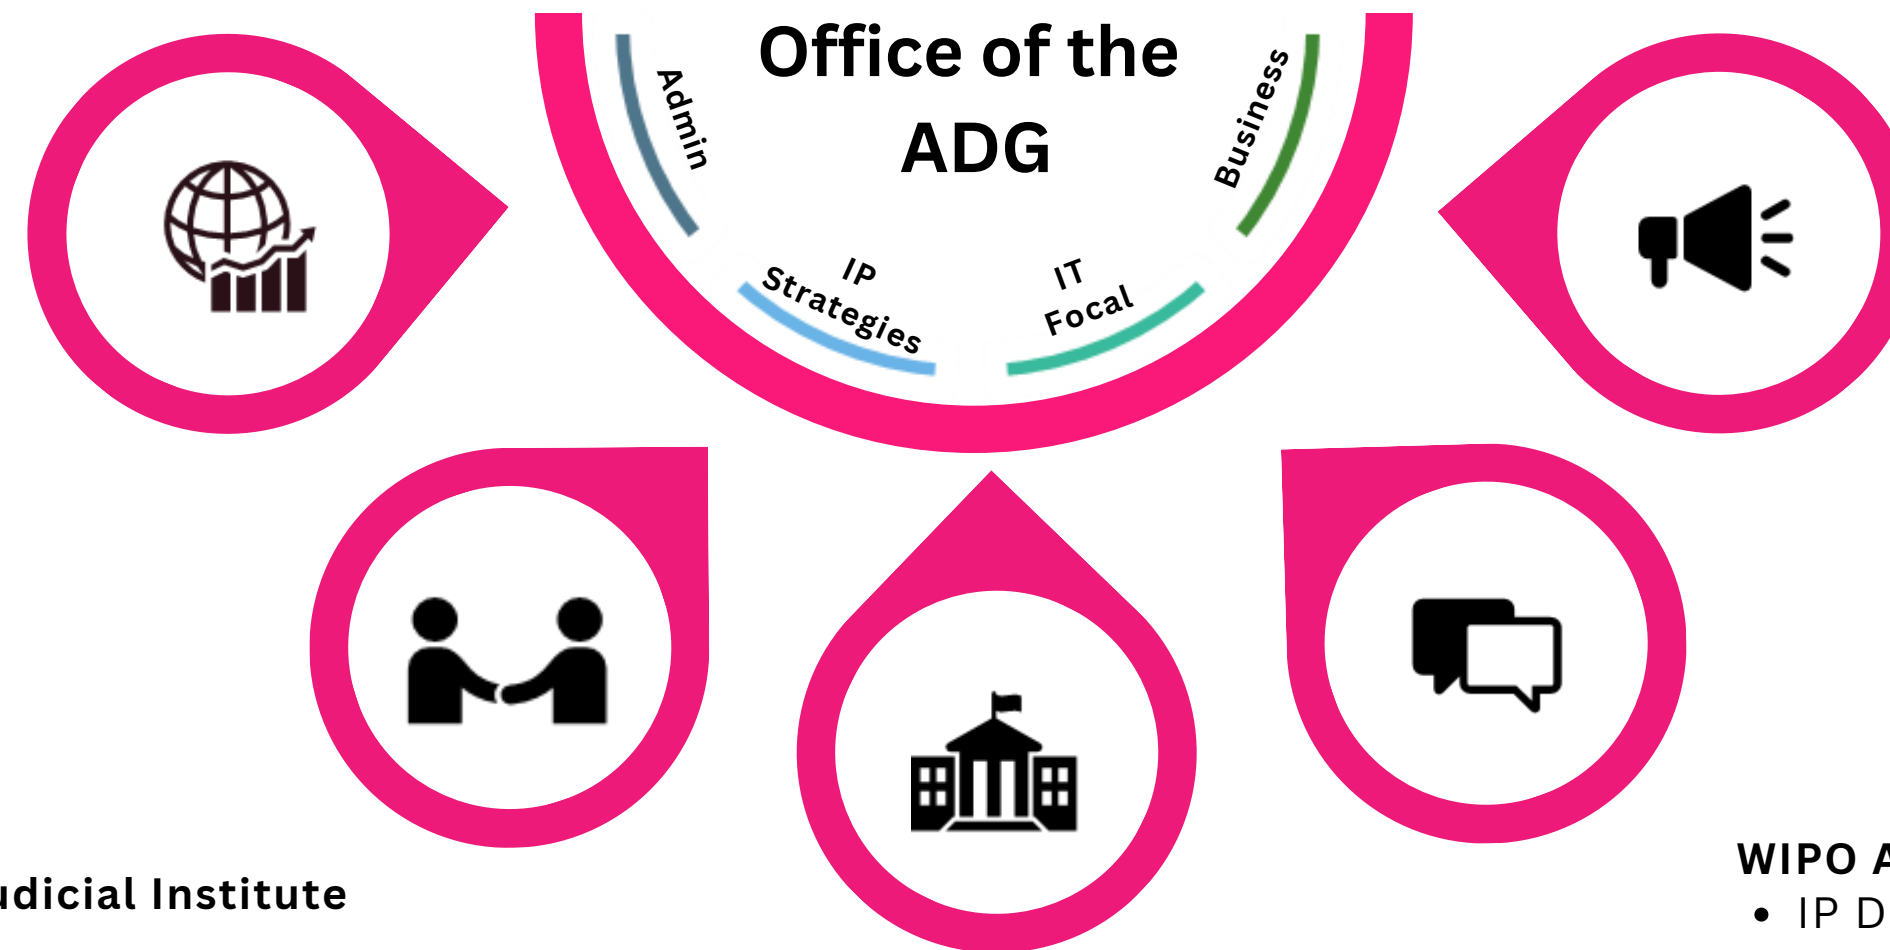 Office of the
ADG
Admin
Business
IP
Strategies
IT
Focal
udicial Institute
WIPO A
• IP D